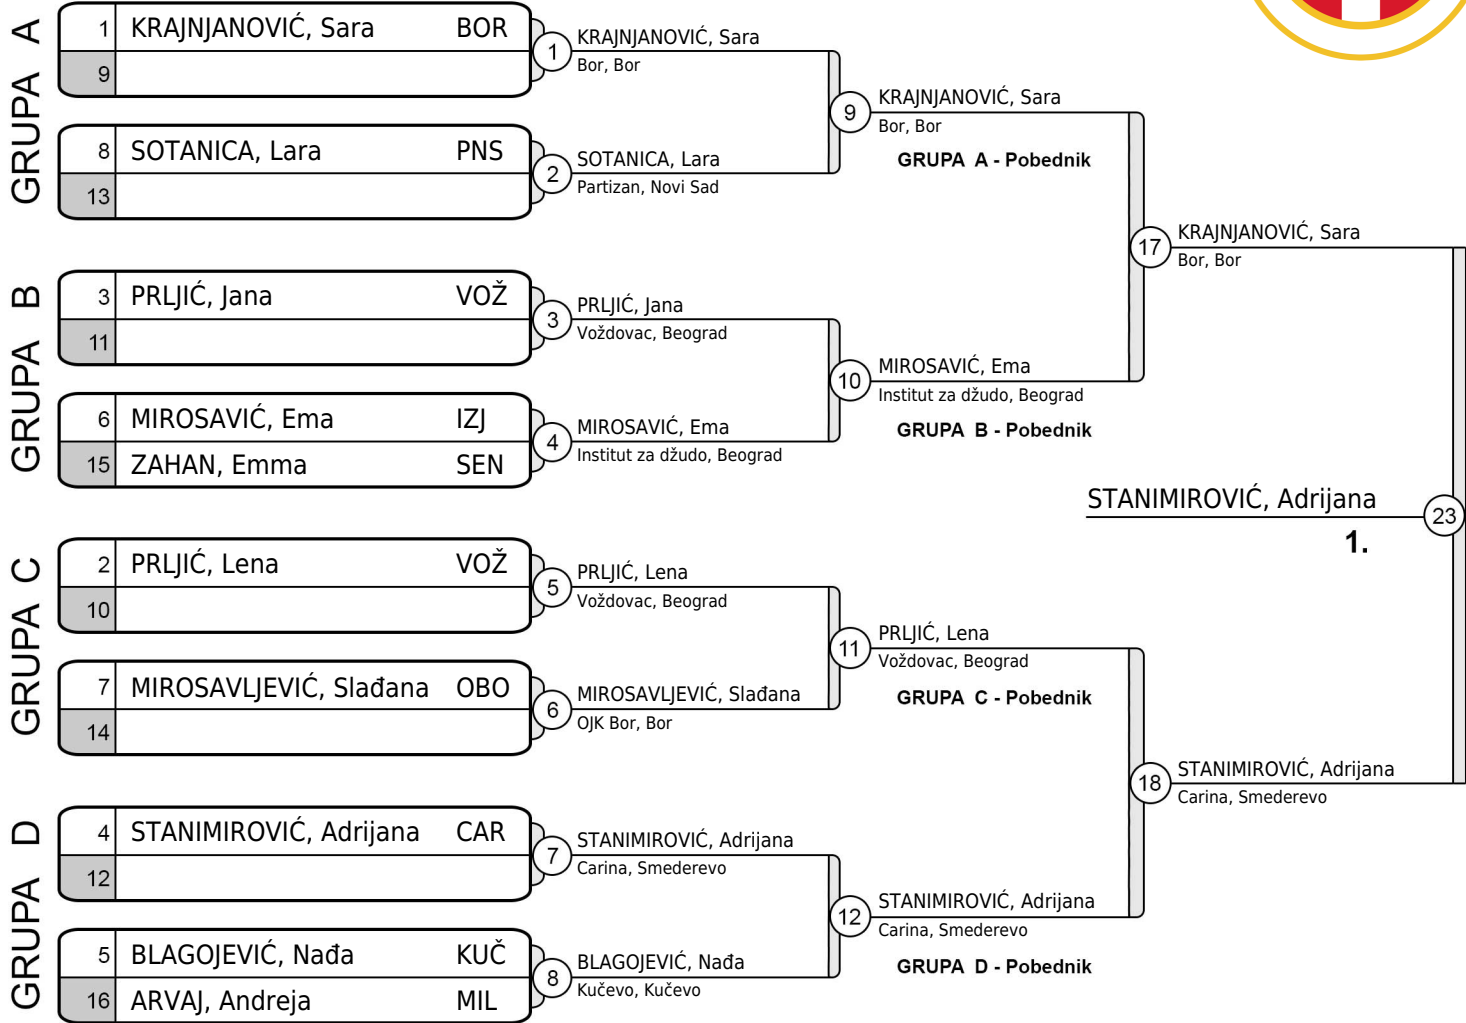 GRUPA A
1 KRAJNJANOVIĆ, Sara BOR
9
8 SOTANICA, Lara PNS
13
GRUPA B
3 PRLJIĆ, Jana VOŽ
11
6 MIROSAVIĆ, Ema IZJ
15 ZAHAN, Emma SEN
GRUPA C
2 PRLJIĆ, Lena VOŽ
10
7 MIROSAVLJEVIĆ, Slađana OBO
14
GRUPA D
4 STANIMIROVIĆ, Adrijana CAR
12
5 BLAGOJEVIĆ, Nađa KUČ
16 ARVAJ, Andreja MIL
1 KRAJNJANOVIĆ, Sara
Bor, Bor
2 SOTANICA, Lara
Partizan, Novi Sad
3 PRLJIĆ, Jana
Voždovac, Beograd
4 MIROSAVIĆ, Ema
Institut za džudo, Beograd
5 PRLJIĆ, Lena
Voždovac, Beograd
6 MIROSAVLJEVIĆ, Slađana
OJK Bor, Bor
7 STANIMIROVIĆ, Adrijana
Carina, Smederevo
8 BLAGOJEVIĆ, Nađa
Kučevo, Kučevo
9 KRAJNJANOVIĆ, Sara
Bor, Bor
GRUPA A - Pobednik
10 MIROSAVIĆ, Ema
Institut za džudo, Beograd
GRUPA B - Pobednik
11 PRLJIĆ, Lena
Voždovac, Beograd
GRUPA C - Pobednik
12 STANIMIROVIĆ, Adrijana
Carina, Smederevo
GRUPA D - Pobednik
17 KRAJNJANOVIĆ, Sara
Bor, Bor
18 STANIMIROVIĆ, Adrijana
Carina, Smederevo
STANIMIROVIĆ, Adrijana 23
1.